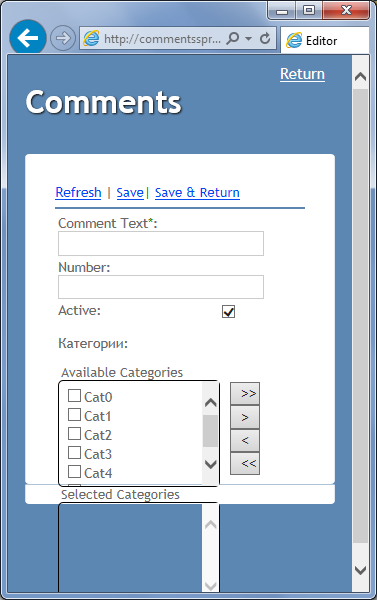 http://commentsspr...
Editor
Return
Comments
Refresh | Save | Save & Return
Comment Text*:
Number:
Active:
Категории:
Available Categories
Cat0
>>
Cat1
>
Cat2
<
Cat3
<<
Cat4
Selected Categories